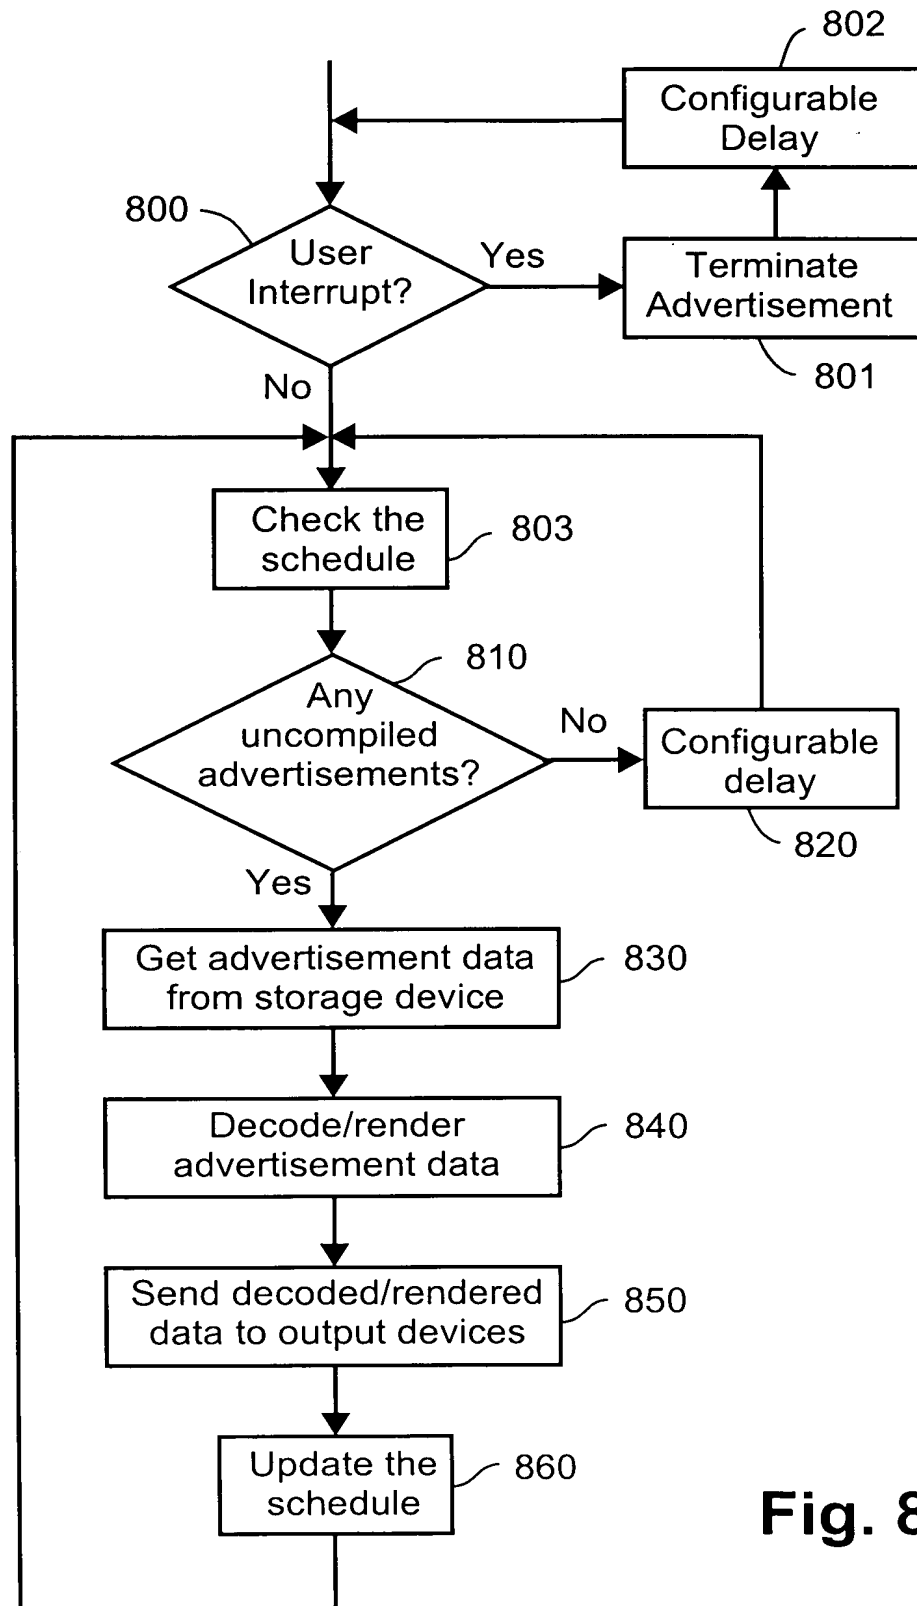 802
Configurable
Delay
800
User
Interrupt?
Yes
Terminate
Advertisement
801
No
Check the
schedule
803
810
Any
uncompiled
advertisements?
No
Configurable
delay
820
Yes
Get advertisement data
from storage device
830
Decode/render
advertisement data
840
Send decoded/rendered
data to output devices
850
Update the
schedule
860
Fig. 8